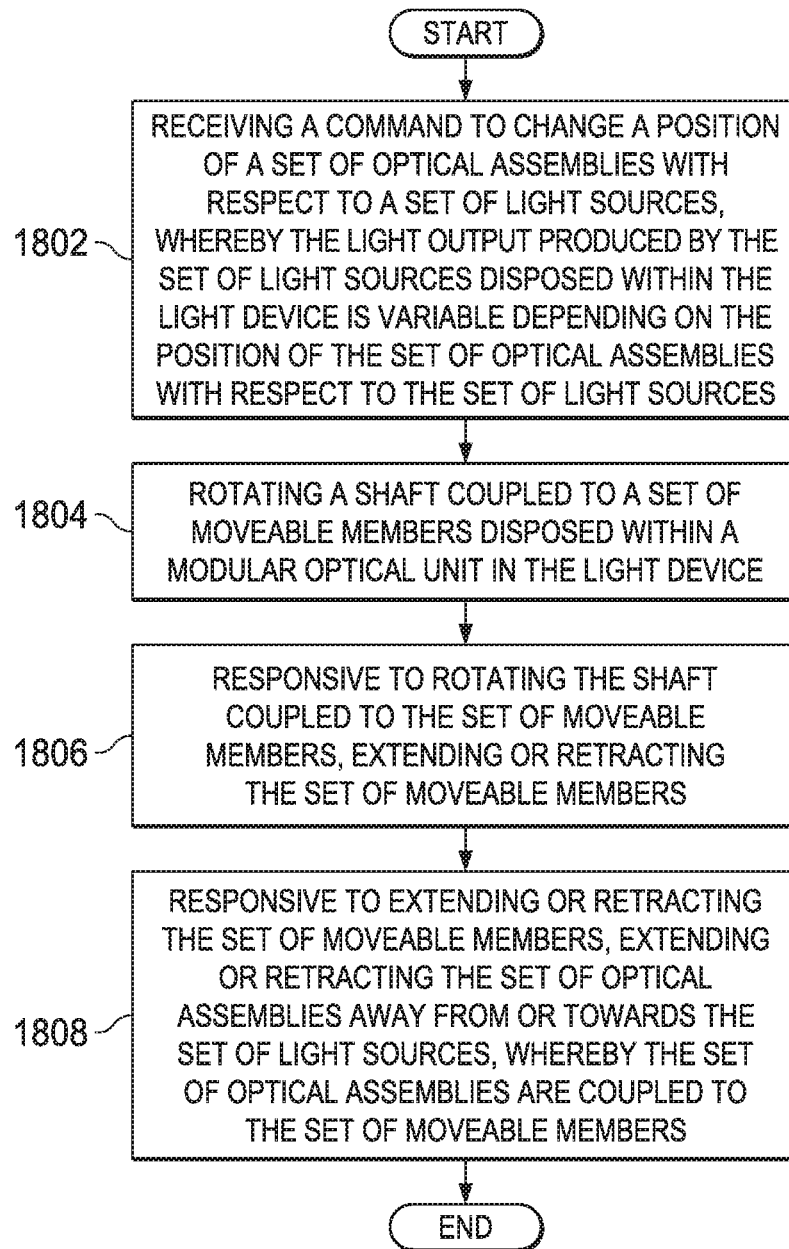 START
RECEIVING A COMMAND TO CHANGE A POSITION
OF A SET OF OPTICAL ASSEMBLIES WITH
RESPECT TO A SET OF LIGHT SOURCES,
WHEREBY THE LIGHT OUTPUT PRODUCED BY THE
1802
SET OF LIGHT SOURCES DISPOSED WITHIN THE
LIGHT DEVICE IS VARIABLE DEPENDING ON THE
POSITION OF THE SET OF OPTICAL ASSEMBLIES
WITH RESPECT TO THE SET OF LIGHT SOURCES
1804
ROTATING A SHAFT COUPLED TO A SET OF
MOVEABLE MEMBERS DISPOSED WITHIN A
MODULAR OPTICAL UNIT IN THE LIGHT DEVICE
RESPONSIVE TO ROTATING THE SHAFT
COUPLED TO THE SET OF MOVEABLE
1806
MEMBERS, EXTENDING OR RETRACTING
THE SET OF MOVEABLE MEMBERS
RESPONSIVE TO EXTENDING OR RETRACTING
THE SET OF MOVEABLE MEMBERS, EXTENDING
OR RETRACTING THE SET OF OPTICAL
1808
ASSEMBLIES AWAY FROM OR TOWARDS THE
SET OF LIGHT SOURCES, WHEREBY THE SET
OF OPTICAL ASSEMBLIES ARE COUPLED TO
THE SET OF MOVEABLE MEMBERS
END